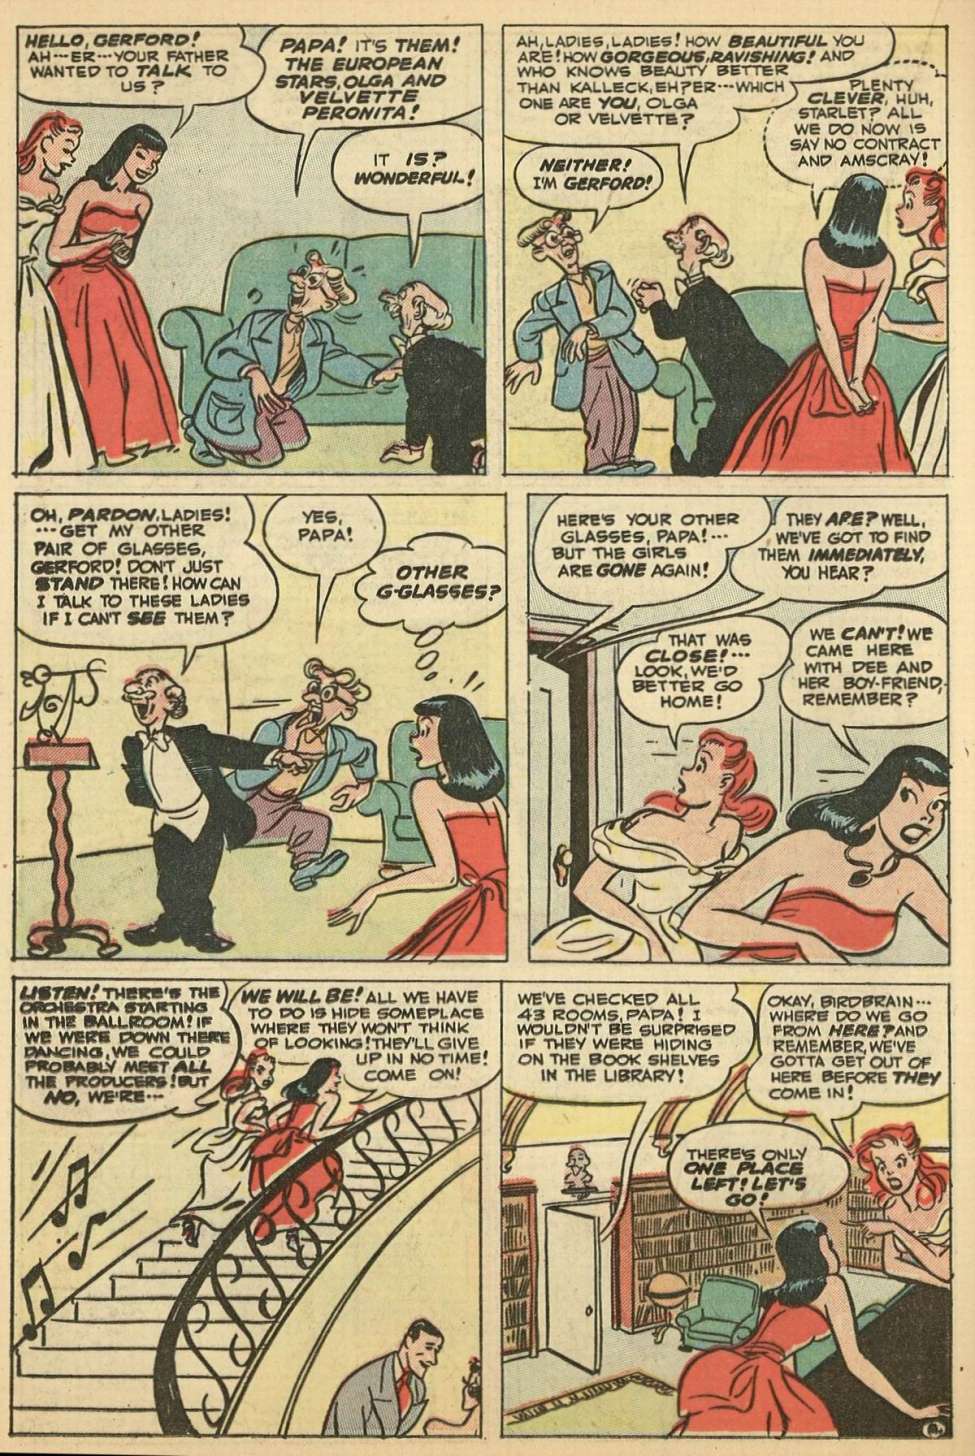 HELLO, GERFORD!
AH---ER---YOUR FATHER
WANTED TO TALK TO
US?
PAPA! IT'S THEM!
THE EUROPEAN
STARS, OLGA AND
VELVETTE
PERONITA!
IT IS?
WONDERFUL!
AH, LADIES, LADIES! HOW BEAUTIFUL YOU
ARE! HOW GORGEOUS, RAVISHING! AND
WHO KNOWS BEAUTY BETTER
THAN KALLECK, EH? ER---WHICH
ONE ARE YOU, OLGA
OR VELVETTE?
NEITHER!
I'M GERFORD!
PLENTY
CLEVER, HUH,
STARLET? ALL
WE DO NOW IS
SAY NO CONTRACT
AND AMSCRAY!
OH, PARDON, LADIES!
---GET MY OTHER
PAIR OF GLASSES,
GERFORD! DON'T JUST
STAND THERE! HOW CAN
I TALK TO THESE LADIES
IF I CAN'T SEE THEM?
YES,
PAPA!
OTHER
G-GLASSES?
HERE'S YOUR OTHER
GLASSES, PAPA!---
BUT THE GIRLS
ARE GONE AGAIN!
THEY ARE? WELL,
WE'VE GOT TO FIND
THEM IMMEDIATELY,
YOU HEAR?
THAT WAS
CLOSE!---
LOOK, WE'D
BETTER GO
HOME!
WE CAN'T! WE
CAME HERE
WITH DEE AND
HER BOY-FRIEND,
REMEMBER?
LISTEN! THERE'S THE
ORCHESTRA STARTING
IN THE BALLROOM! IF
WE WERE DOWN THERE
DANCING, WE COULD
PROBABLY MEET ALL
THE PRODUCERS! BUT
NO, WE'RE---
WE WILL BE! ALL WE HAVE
TO DO IS HIDE SOMEPLACE
WHERE THEY WON'T THINK
OF LOOKING! THEY'LL GIVE
UP IN NO TIME!
COME ON!
WE'VE CHECKED ALL
43 ROOMS, PAPA! I
WOULDN'T BE SURPRISED
IF THEY WERE HIDING
ON THE BOOK SHELVES
IN THE LIBRARY!
OKAY, BIRDBRAIN---
WHERE DO WE GO
FROM HERE? AND
REMEMBER, WE'VE
GOTTA GET OUT OF
HERE BEFORE THEY
COME IN!
THERE'S ONLY
ONE PLACE
LEFT! LET'S
GO!